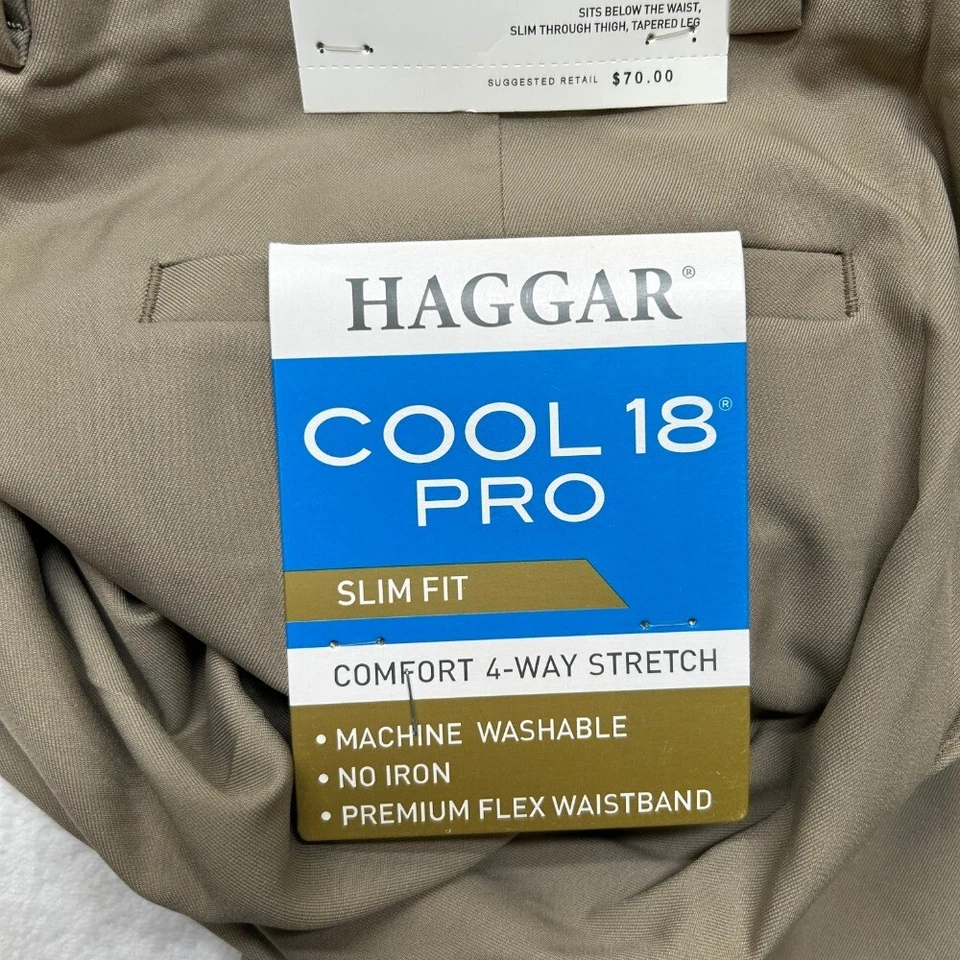 SITS BELOW THE WAIST,
SLIM THROUGH THIGH, TAPERED LEG
SUGGESTED RETAIL $70.00
HAGGAR®
COOL 18®
PRO
SLIM FIT
COMFORT 4-WAY STRETCH
• MACHINE WASHABLE
• NO IRON
• PREMIUM FLEX WAISTBAND